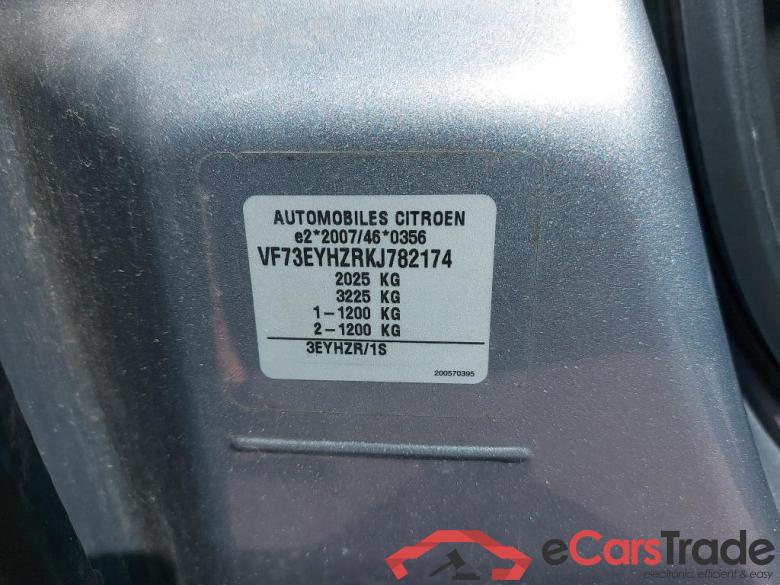 AUTOMOBILES CITROEN
e2*2007/46*0356
VF73EYHZRKJ782174
2025 KG
3225 KG
1-1200 KG
2-1200 KG
3EYHZR/1S
200570395
eCarsTrade
electronic, efficient & easy